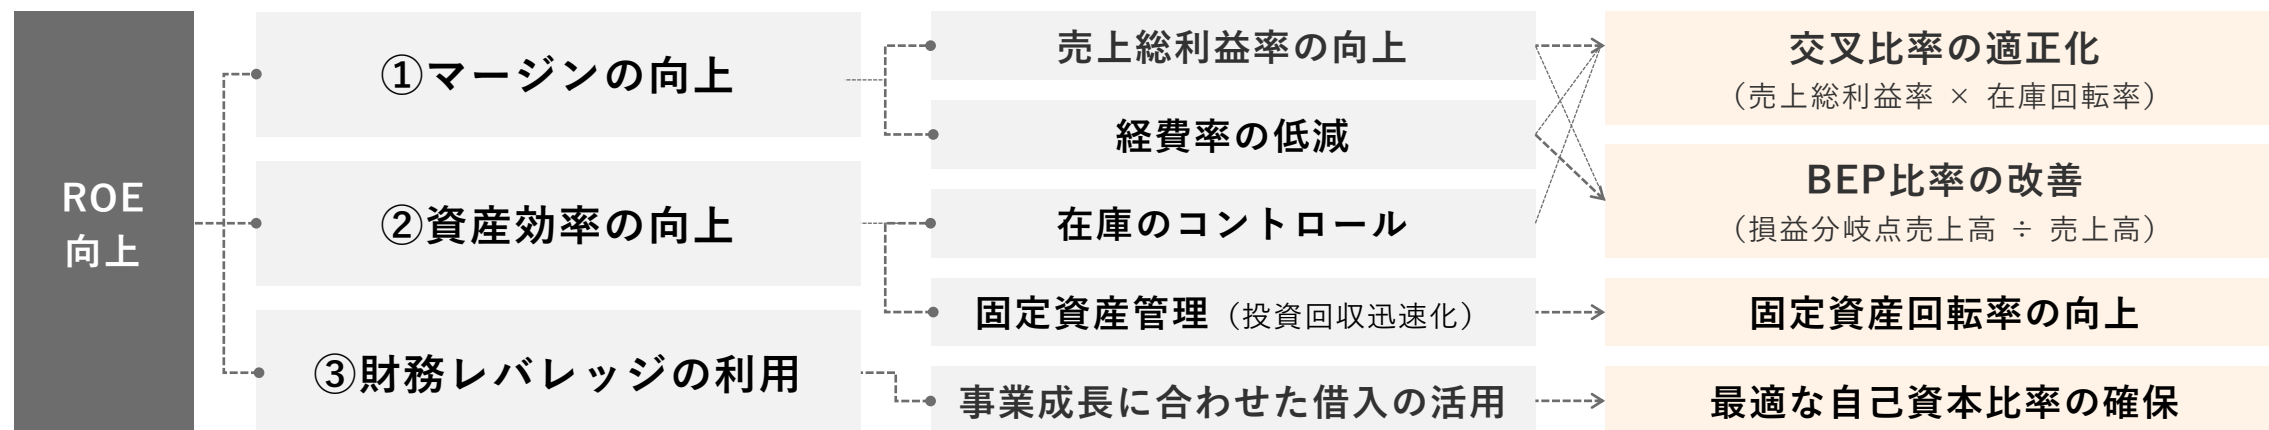 ROE
向上
①マージンの向上
②資産効率の向上
③財務レバレッジの利用
売上総利益率の向上
経費率の低減
在庫のコントロール
固定資産管理（投資回収迅速化）
事業成長に合わせた借入の活用
交叉比率の適正化
（売上総利益率 × 在庫回転率）
BEP比率の改善
（損益分岐点売上高 ÷ 売上高）
固定資産回転率の向上
最適な自己資本比率の確保